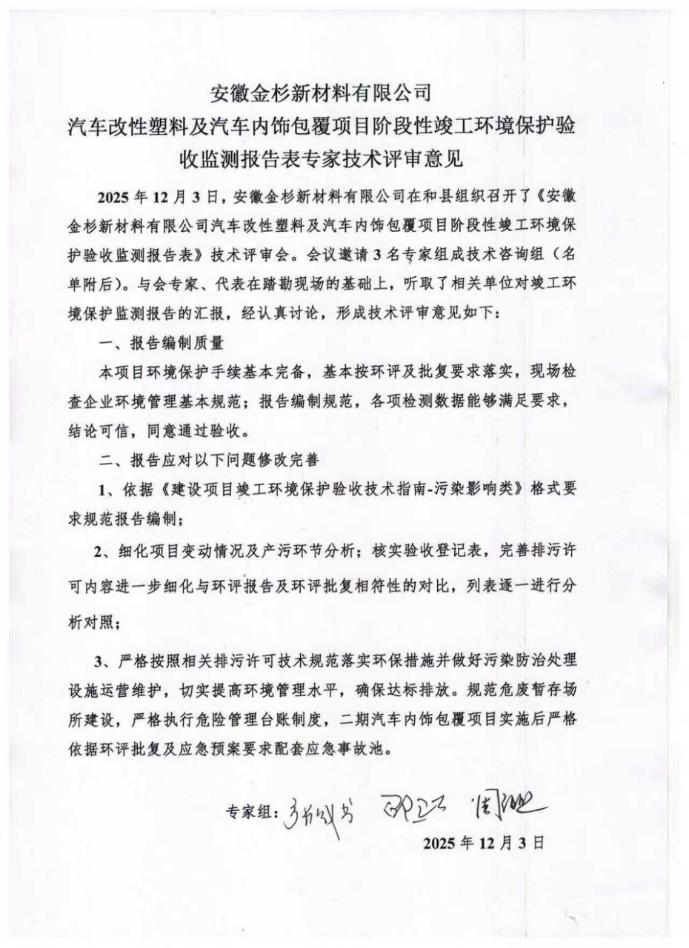 安徽金杉新材料有限公司
汽车改性塑料及汽车内饰包覆项目阶段性竣工环境保护验
收监测报告表专家技术评审意见
2025 年 12 月 3 日，安徽金杉新材料有限公司在和县组织召开了《安徽
金杉新材料有限公司汽车改性塑料及汽车内饰包覆项目阶段性竣工环境保
护验收监测报告表》技术评审会。会议邀请 3 名专家组成技术咨询组（名
单附后）。与会专家、代表在踏勘现场的基础上，听取了相关单位对竣工环
境保护监测报告的汇报，经认真讨论，形成技术评审意见如下：
一、报告编制质量
本项目环境保护手续基本完备，基本按环评及批复要求落实，现场检
查企业环境管理基本规范；报告编制规范，各项检测数据能够满足要求，
结论可信，同意通过验收。
二、报告应对以下问题修改完善
1、依据《建设项目竣工环境保护验收技术指南-污染影响类》格式要
求规范报告编制；
2、细化项目变动情况及产污环节分析；核实验收登记表，完善排污许
可内容进一步细化与环评报告及环评批复相符性的对比，列表逐一进行分
析对照；
3、严格按照相关排污许可技术规范落实环保措施并做好污染防治处理
设施运营维护，切实提高环境管理水平，确保达标排放。规范危废暂存场
所建设，严格执行危险管理台账制度，二期汽车内饰包覆项目实施后严格
依据环评批复及应急预案要求配套应急事故池。
专家组：
2025 年 12 月 3 日